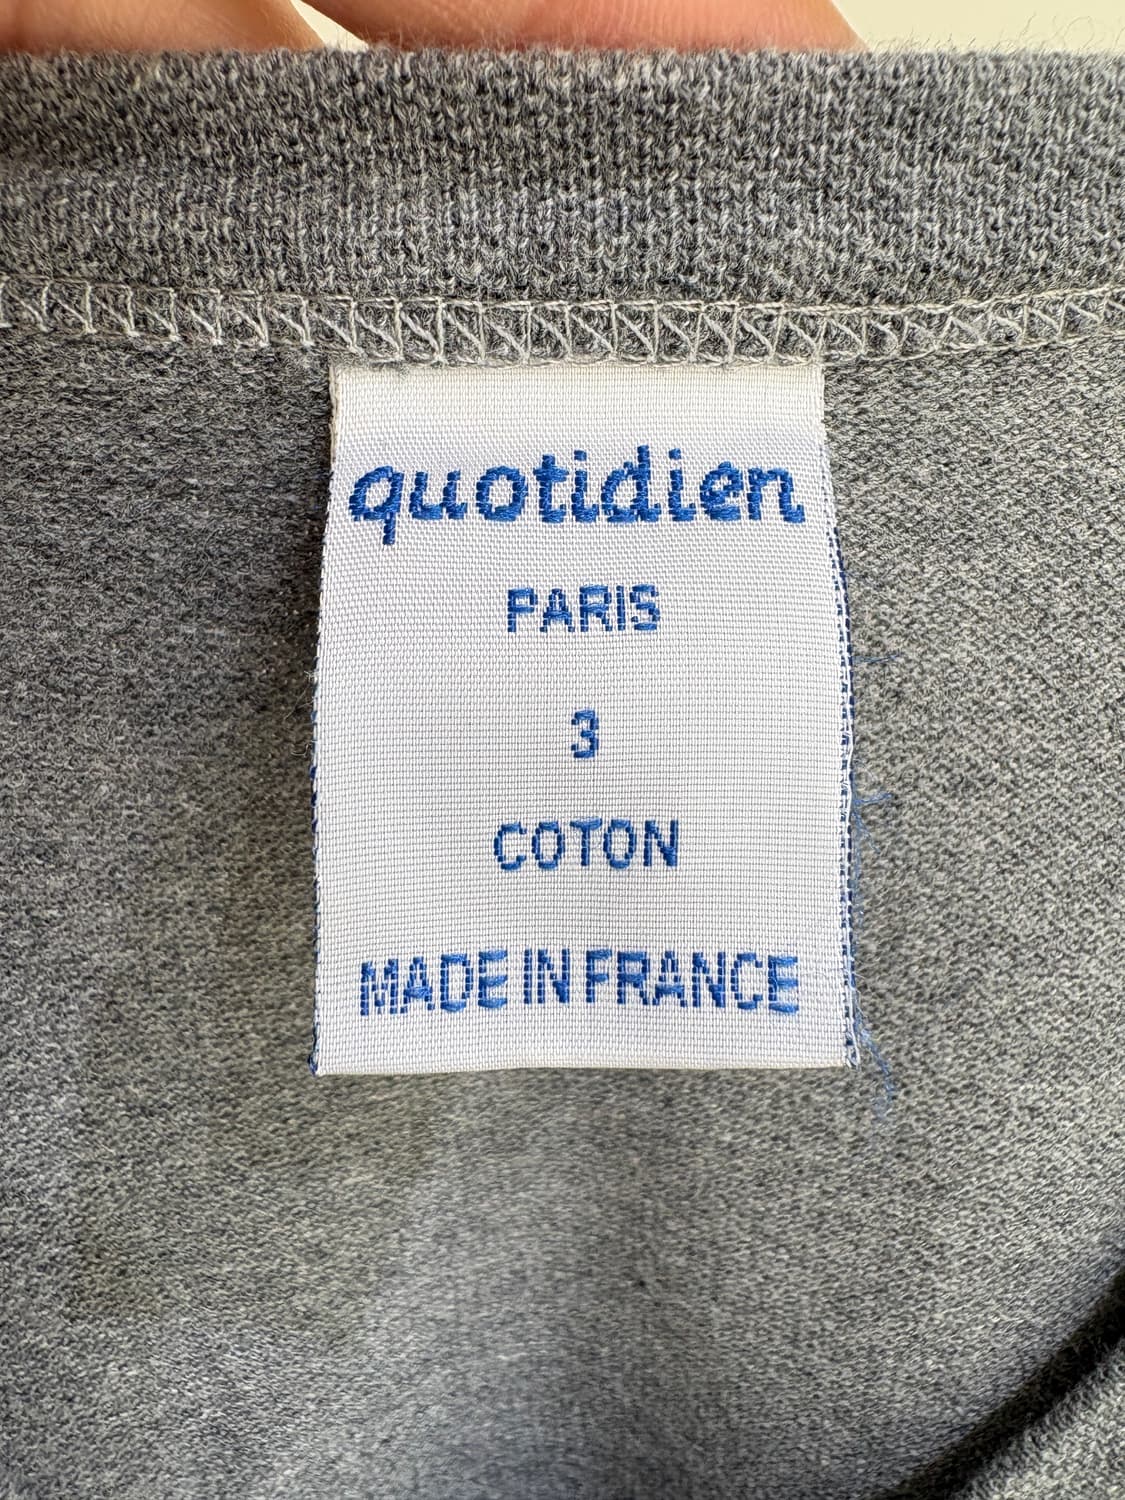 quotidien
PARIS
3
COTON
MADE IN FRANCE